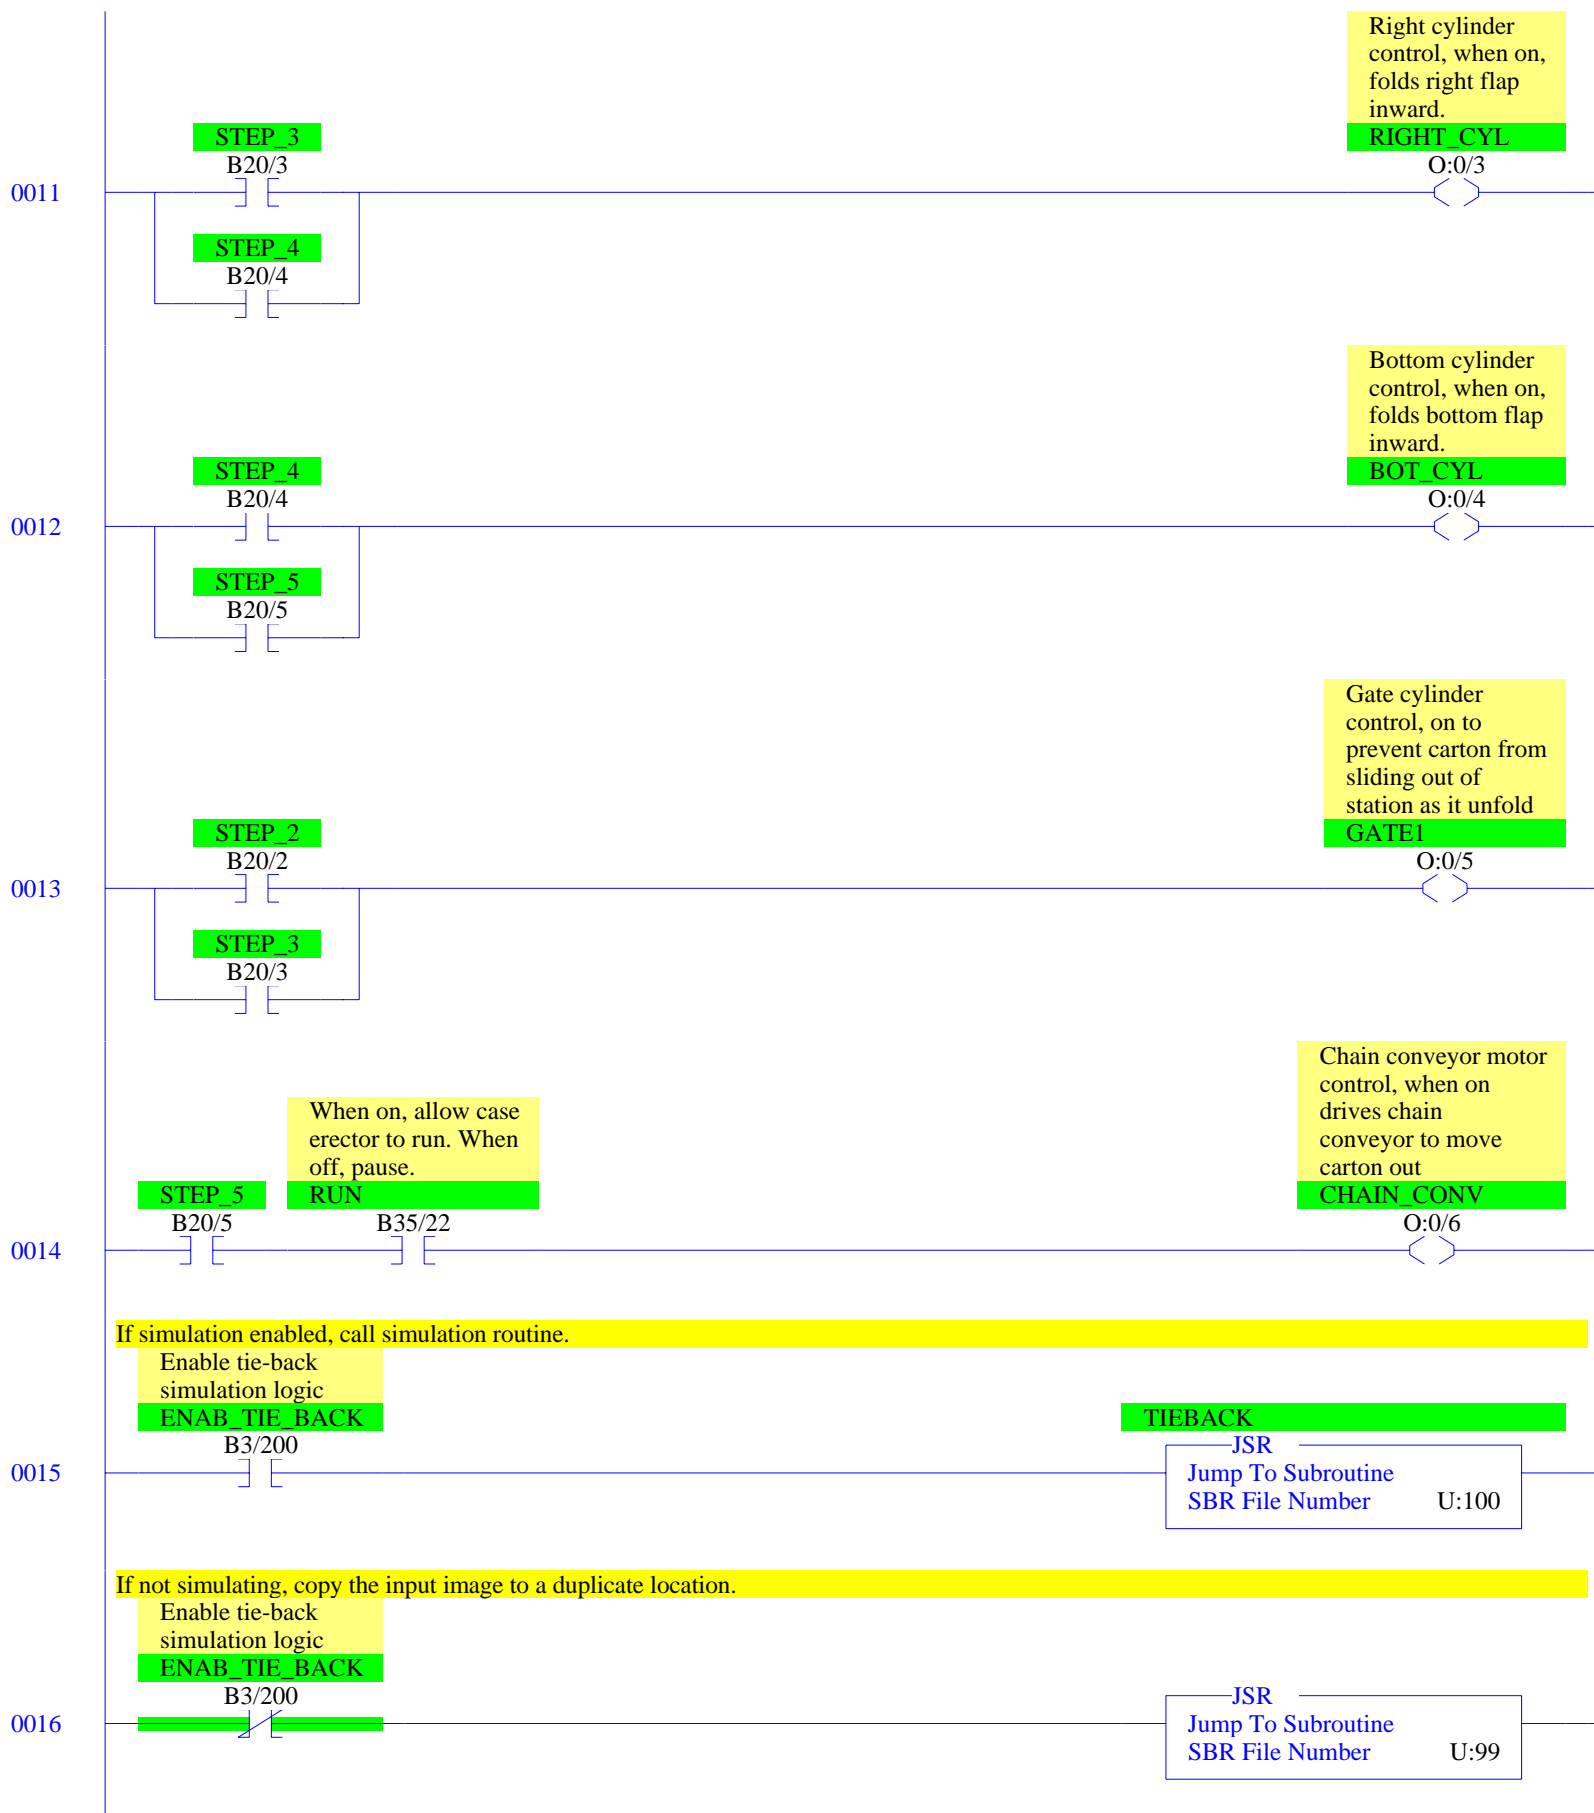 Right cylinder
control, when on,
folds right flap
inward.
STEP_3
RIGHT_CYL
B20/3
O:0/3
0011
STEP_4
B20/4
Bottom cylinder
control, when on,
folds bottom flap
inward.
STEP_4
BOT_CYL
B20/4
O:0/4
0012
STEP_5
B20/5
Gate cylinder
control, on to
prevent carton from
sliding out of
station as it unfold
STEP_2
GATE1
B20/2
O:0/5
0013
STEP_3
B20/3
Chain conveyor motor
control, when on
drives chain
conveyor to move
carton out
When on, allow case
erector to run. When
off, pause.
STEP_5
RUN
CHAIN_CONV
B20/5
B35/22
O:0/6
0014
If simulation enabled, call simulation routine.
Enable tie-back
simulation logic
ENAB_TIE_BACK
TIEBACK
B3/200
JSR
0015
Jump To Subroutine
SBR File Number U:100
If not simulating, copy the input image to a duplicate location.
Enable tie-back
simulation logic
ENAB_TIE_BACK
B3/200
JSR
0016
Jump To Subroutine
SBR File Number U:99